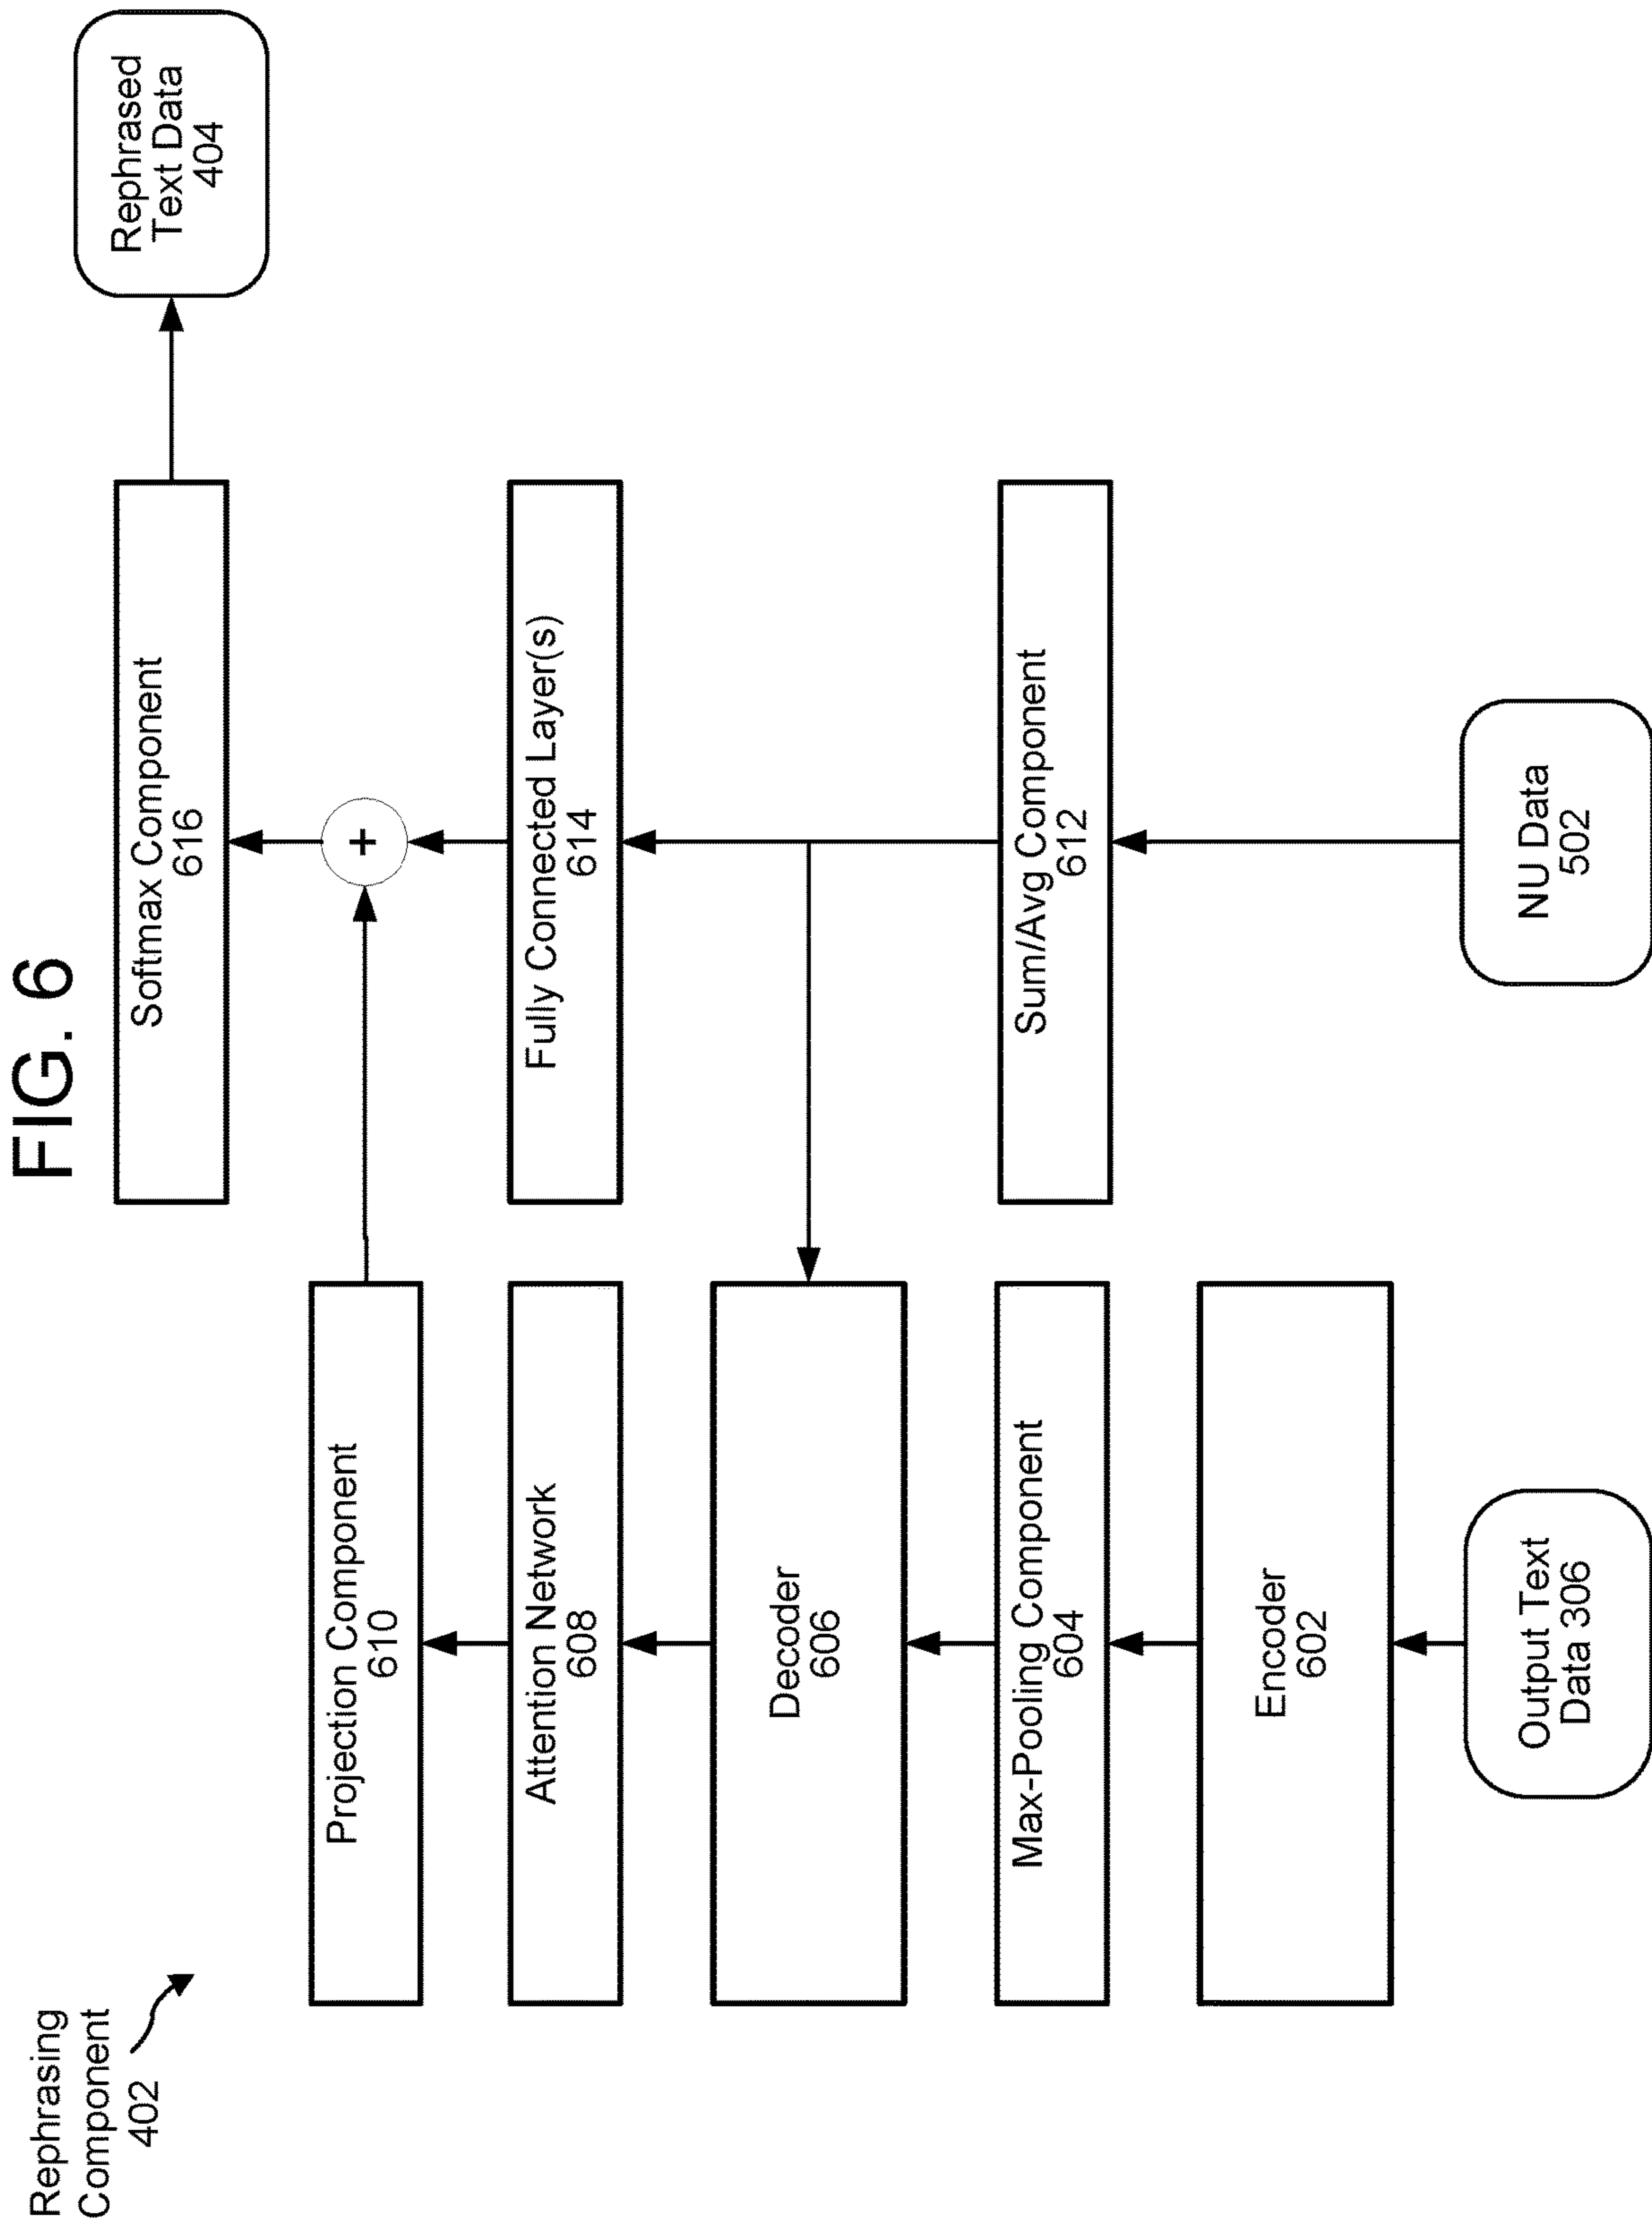 FIG. 6
Rephrasing
Component
402
Rephrased
Text Data
404
Softmax Component
616
+
Projection Component
610
Fully Connected Layer(s)
614
Attention Network
608
Decoder
606
Sum/Avg Component
612
Max-Pooling Component
604
Encoder
602
NU Data
502
Output Text
Data 306